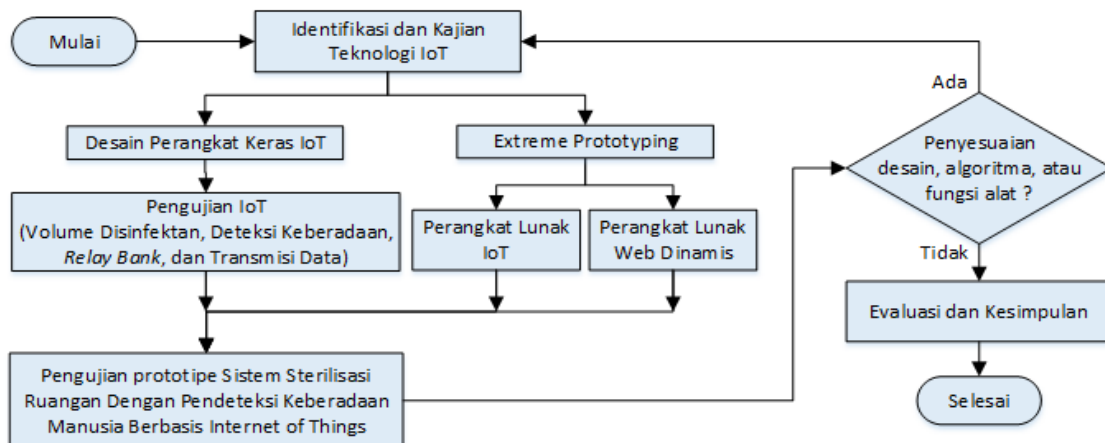 Mulai
Identifikasi dan Kajian
Teknologi IoT
Desain Perangkat Keras IoT
Extreme Prototyping
Pengujian IoT
(Volume Disinfektan, Deteksi Keberadaan,
Relay Bank, dan Transmisi Data)
Perangkat Lunak
IoT
Perangkat Lunak
Web Dinamis
Pengujian prototipe Sistem Sterilisasi
Ruangan Dengan Pendeteksi Keberadaan
Manusia Berbasis Internet of Things
Ada
Penyesuaian
desain, algoritma, atau
fungsi alat ?
Tidak
Evaluasi dan Kesimpulan
Selesai